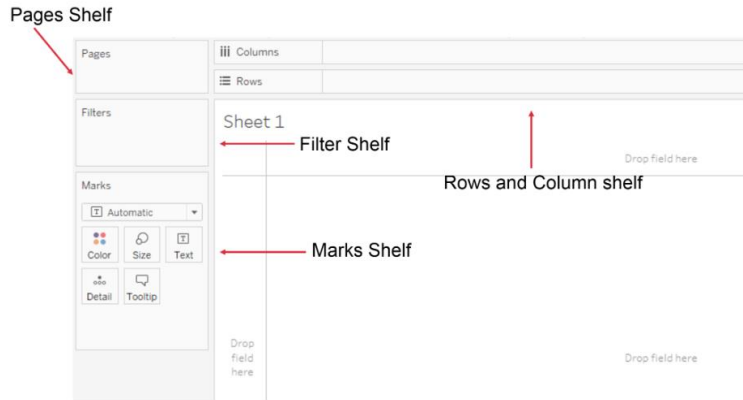 Pages Shelf
Pages
Columns
Rows
Filters
Sheet 1
Filter Shelf
Drop field here
Rows and Column shelf
Marks
Automatic
Color
Size
Text
Marks Shelf
Detail
Tooltip
Drop
field
here
Drop field here